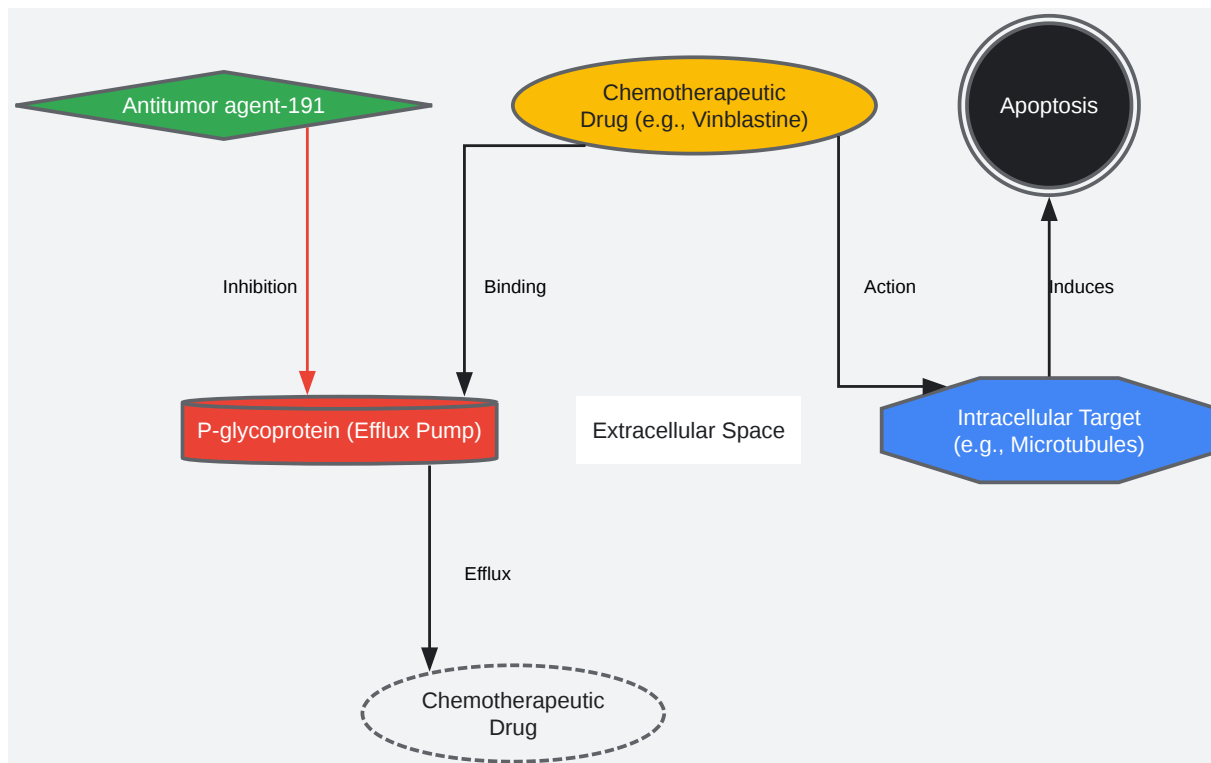 Antitumor agent-191
Chemotherapeutic
Drug (e.g., Vinblastine)
Apoptosis
Inhibition
Binding
Action
Induces
P-glycoprotein (Efflux Pump)
Extracellular Space
Intracellular Target
(e.g., Microtubules)
Efflux
Chemotherapeutic
Drug